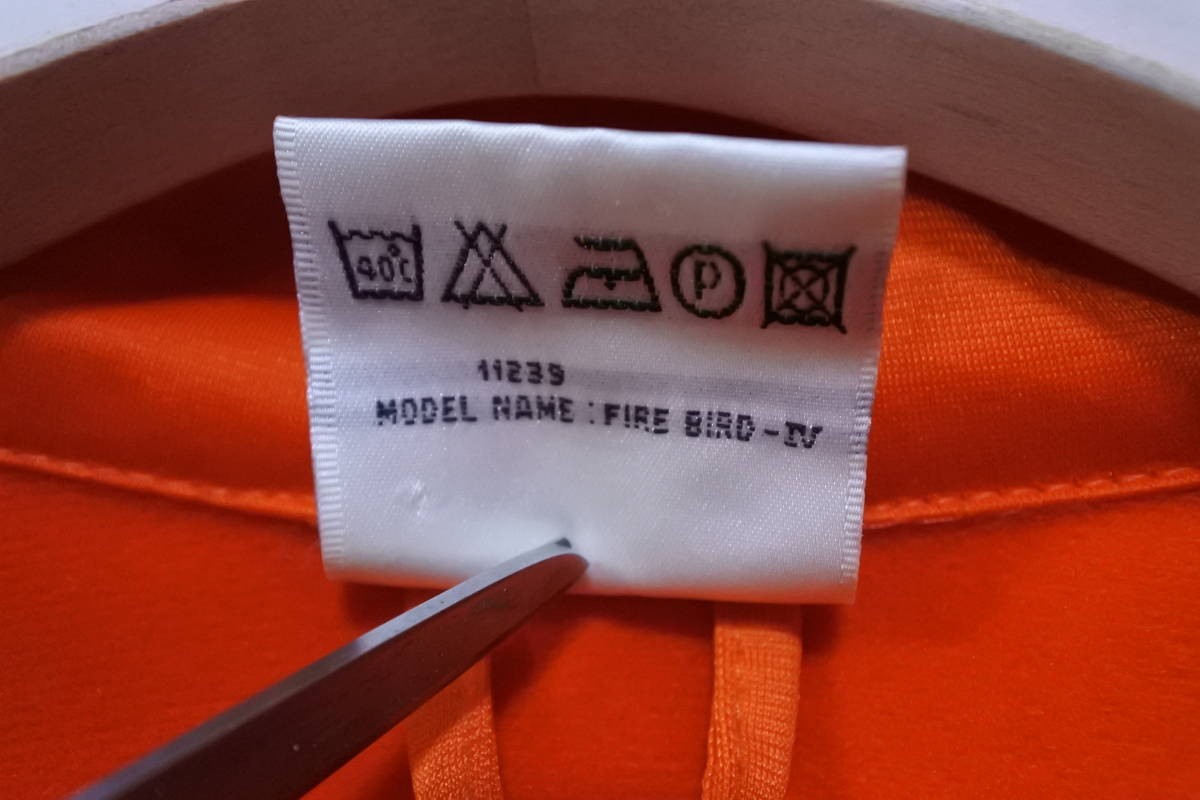 40°C P
11239
MODEL NAME : FIRE BIRD - IV